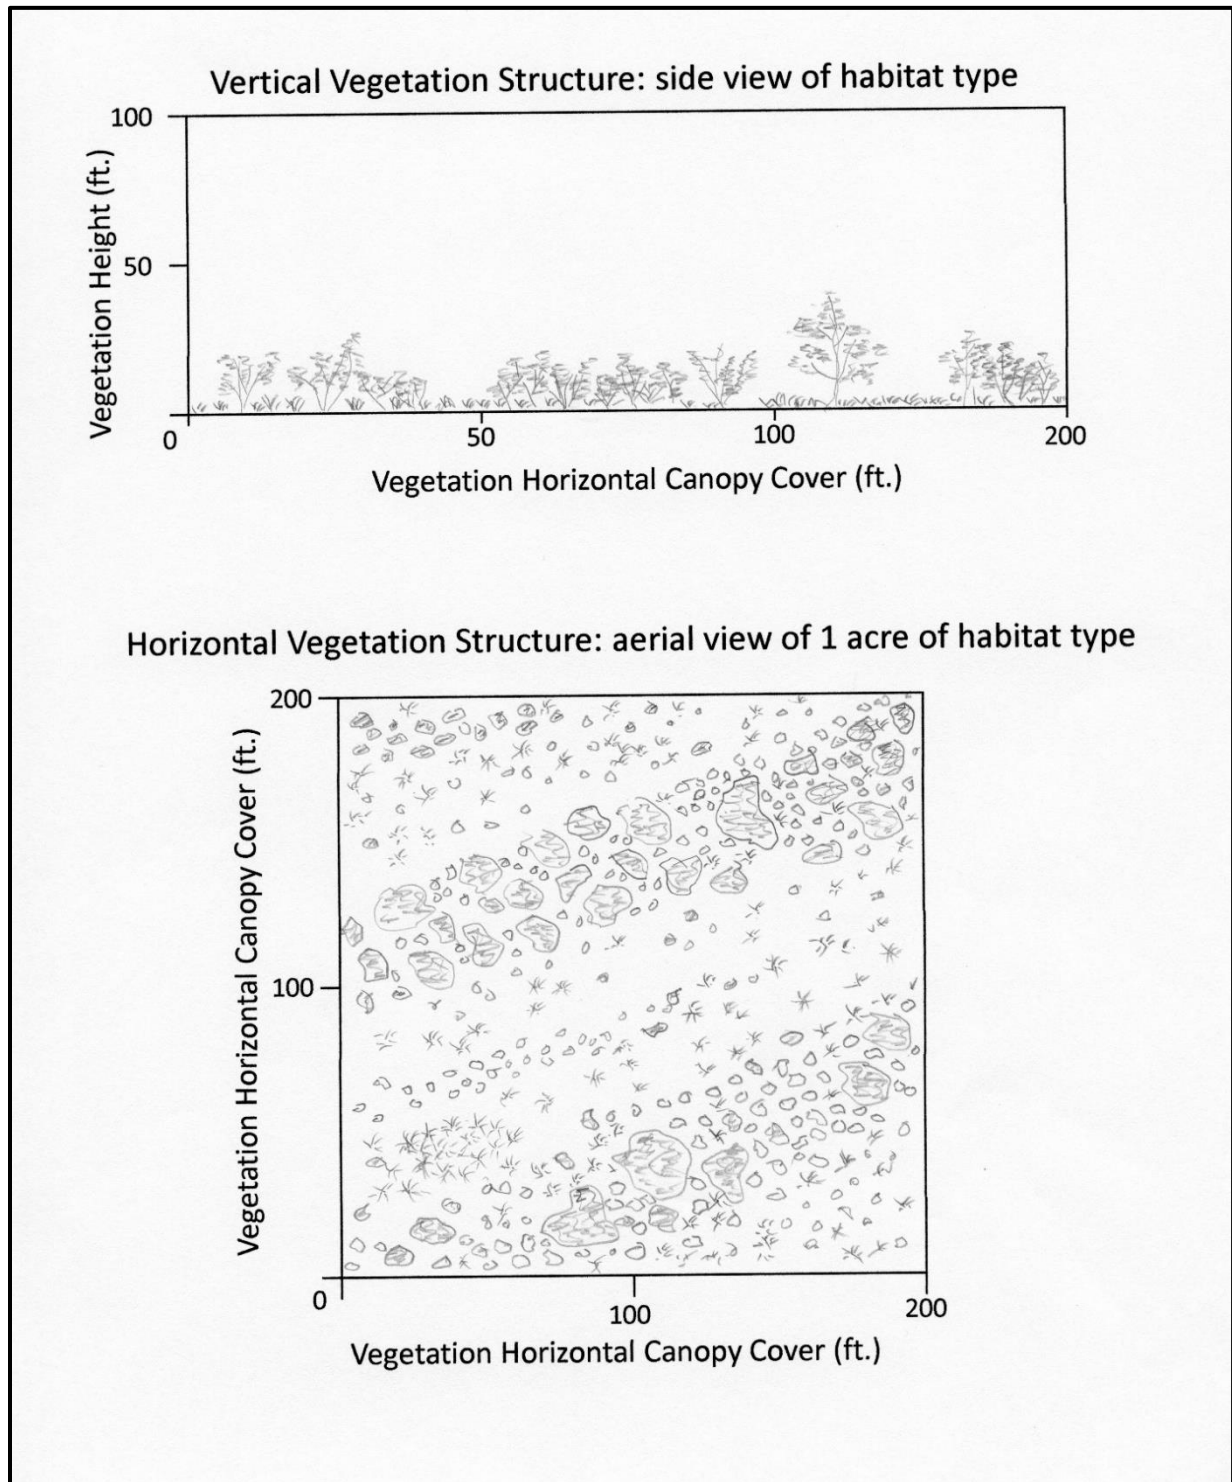 Vertical Vegetation Structure: side view of habitat type
100
Vegetation Height (ft.)
50
0
50
100
200
Vegetation Horizontal Canopy Cover (ft.)
Horizontal Vegetation Structure: aerial view of 1 acre of habitat type
200
Vegetation Horizontal Canopy Cover (ft.)
100
0
100
200
Vegetation Horizontal Canopy Cover (ft.)